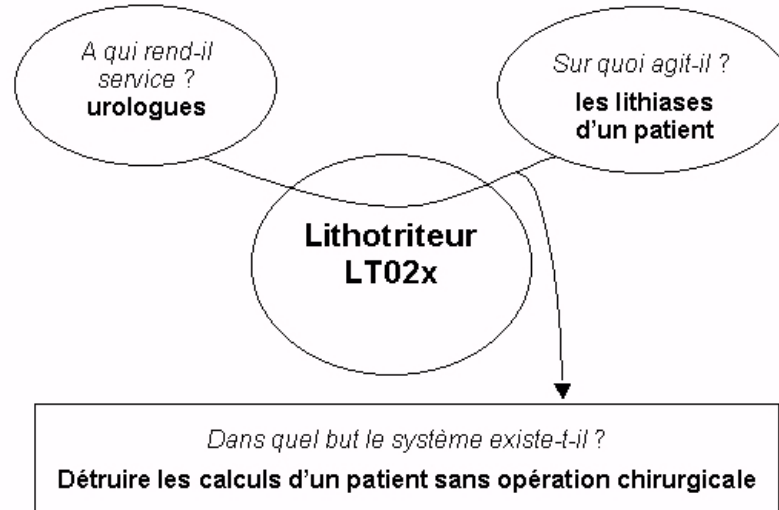 A qui rend-il
service ?
urologues
Sur quoi agit-il ?
les lithiases
d'un patient
Lithotriteur
LT02x
Dans quel but le système existe-t-il ?
Détruire les calculs d'un patient sans opération chirurgicale